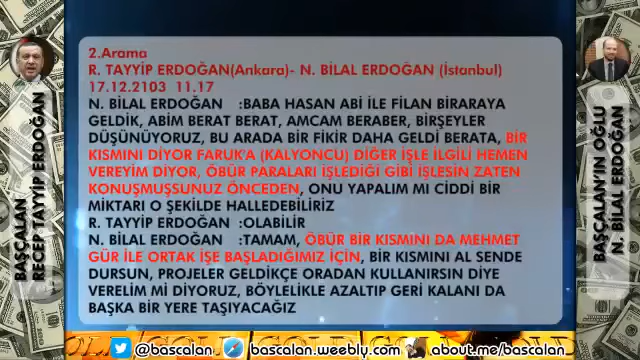 2.Arama
R. TAYYİP ERDOĞAN(Ankara)- N. BİLAL ERDOĞAN (İstanbul)
17.12.2103 11.17
N. BİLAL ERDOĞAN :BABA HASAN ABİ İLE FİLAN BİRARAYA
GELDİK, ABİM BERAT BERAT, AMCAM BERABER, BİRŞEYLER
DÜŞÜNÜYORUZ, BU ARADA BİR FİKİR DAHA GELDİ BERATA, BİR
KISMINI DİYOR FARUK'A (KALYONCU) DİĞER İŞLE İLGİLİ HEMEN
VEREYİM DİYOR, ÖBÜR PARALARI İŞLEDİĞİ GİBİ İŞLESİN ZATEN
KONUŞMUŞSUNUZ ÖNCEDEN, ONU YAPALIM MI CİDDİ BİR
MİKTARI O ŞEKİLDE HALLEDEBİLİRİZ
R. TAYYİP ERDOĞAN :OLABİLİR
N. BİLAL ERDOĞAN :TAMAM, ÖBÜR BİR KISMINI DA MEHMET
GÜR İLE ORTAK İŞE BAŞLADIĞIMIZ İÇİN, BİR KISMINI AL SENDE
DURSUN, PROJELER GELDİKÇE ORADAN KULLANIRSIN DİYE
VERELİM Mİ DİYORUZ, BÖYLELİKLE AZALTIP GERİ KALANI DA
BAŞKA BİR YERE TAŞIYACAĞIZ
BAŞÇALAN
RECEP TAYYİP ERDOĞAN
BAŞÇALAN'IN OĞLU
N. BİLAL ERDOĞAN
@bascalan bascalan.weebly.com about.me/bascalan